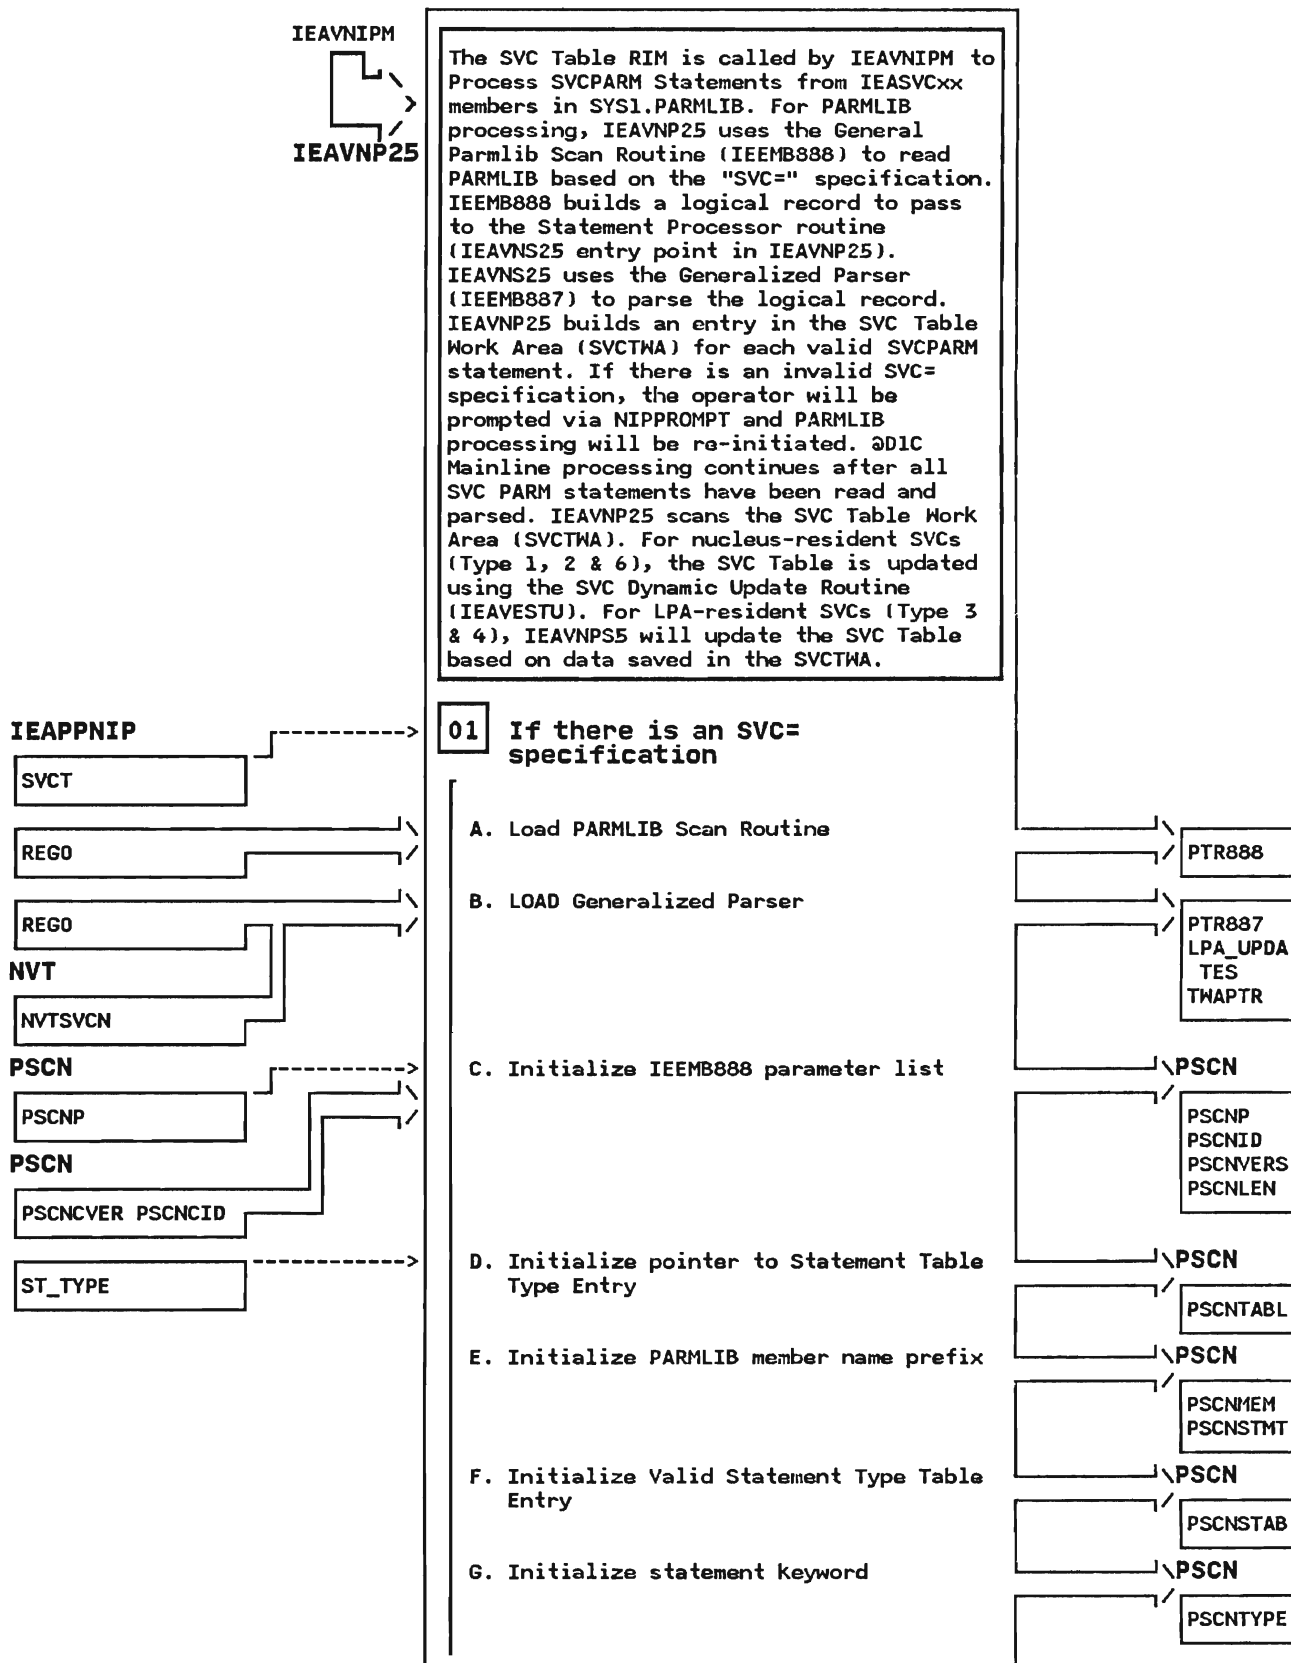 IEAVNIPM
IEAVNP25
The SVC Table RIM is called by IEAVNIPM to
Process SVCPARM Statements from IEASVCxx
members in SYS1.PARMLIB. For PARMLIB
processing, IEAVNP25 uses the General
Parmlib Scan Routine (IEEMB888) to read
PARMLIB based on the "SVC=" specification.
IEEMB888 builds a logical record to pass
to the Statement Processor routine
(IEAVNS25 entry point in IEAVNP25).
IEAVNS25 uses the Generalized Parser
(IEEMB887) to parse the logical record.
IEAVNP25 builds an entry in the SVC Table
Work Area (SVCTWA) for each valid SVCPARM
statement. If there is an invalid SVC=
specification, the operator will be
prompted via NIPPROMPT and PARMLIB
processing will be re-initiated. @D1C
Mainline processing continues after all
SVC PARM statements have been read and
parsed. IEAVNP25 scans the SVC Table Work
Area (SVCTWA). For nucleus-resident SVCs
(Type 1, 2 & 6), the SVC Table is updated
using the SVC Dynamic Update Routine
(IEAVESTU). For LPA-resident SVCs (Type 3
& 4), IEAVNPS5 will update the SVC Table
based on data saved in the SVCTWA.
IEAPPNIP
SVCT
01 If there is an SVC=
specification
REG0
A. Load PARMLIB Scan Routine
PTR888
REG0
B. LOAD Generalized Parser
PTR887
LPA_UPDA
TES
TWAPTR
NVT
NVTSVCN
PSCN
PSCNP
C. Initialize IEEMB888 parameter list
PSCN
PSCNP
PSCNID
PSCNVERS
PSCNLEN
PSCN
PSCNCVER PSCNCID
ST_TYPE
D. Initialize pointer to Statement Table
Type Entry
PSCN
PSCNTABL
E. Initialize PARMLIB member name prefix
PSCN
PSCNMEM
PSCNSTMT
F. Initialize Valid Statement Type Table
Entry
PSCN
PSCNSTAB
G. Initialize statement keyword
PSCN
PSCNTYPE